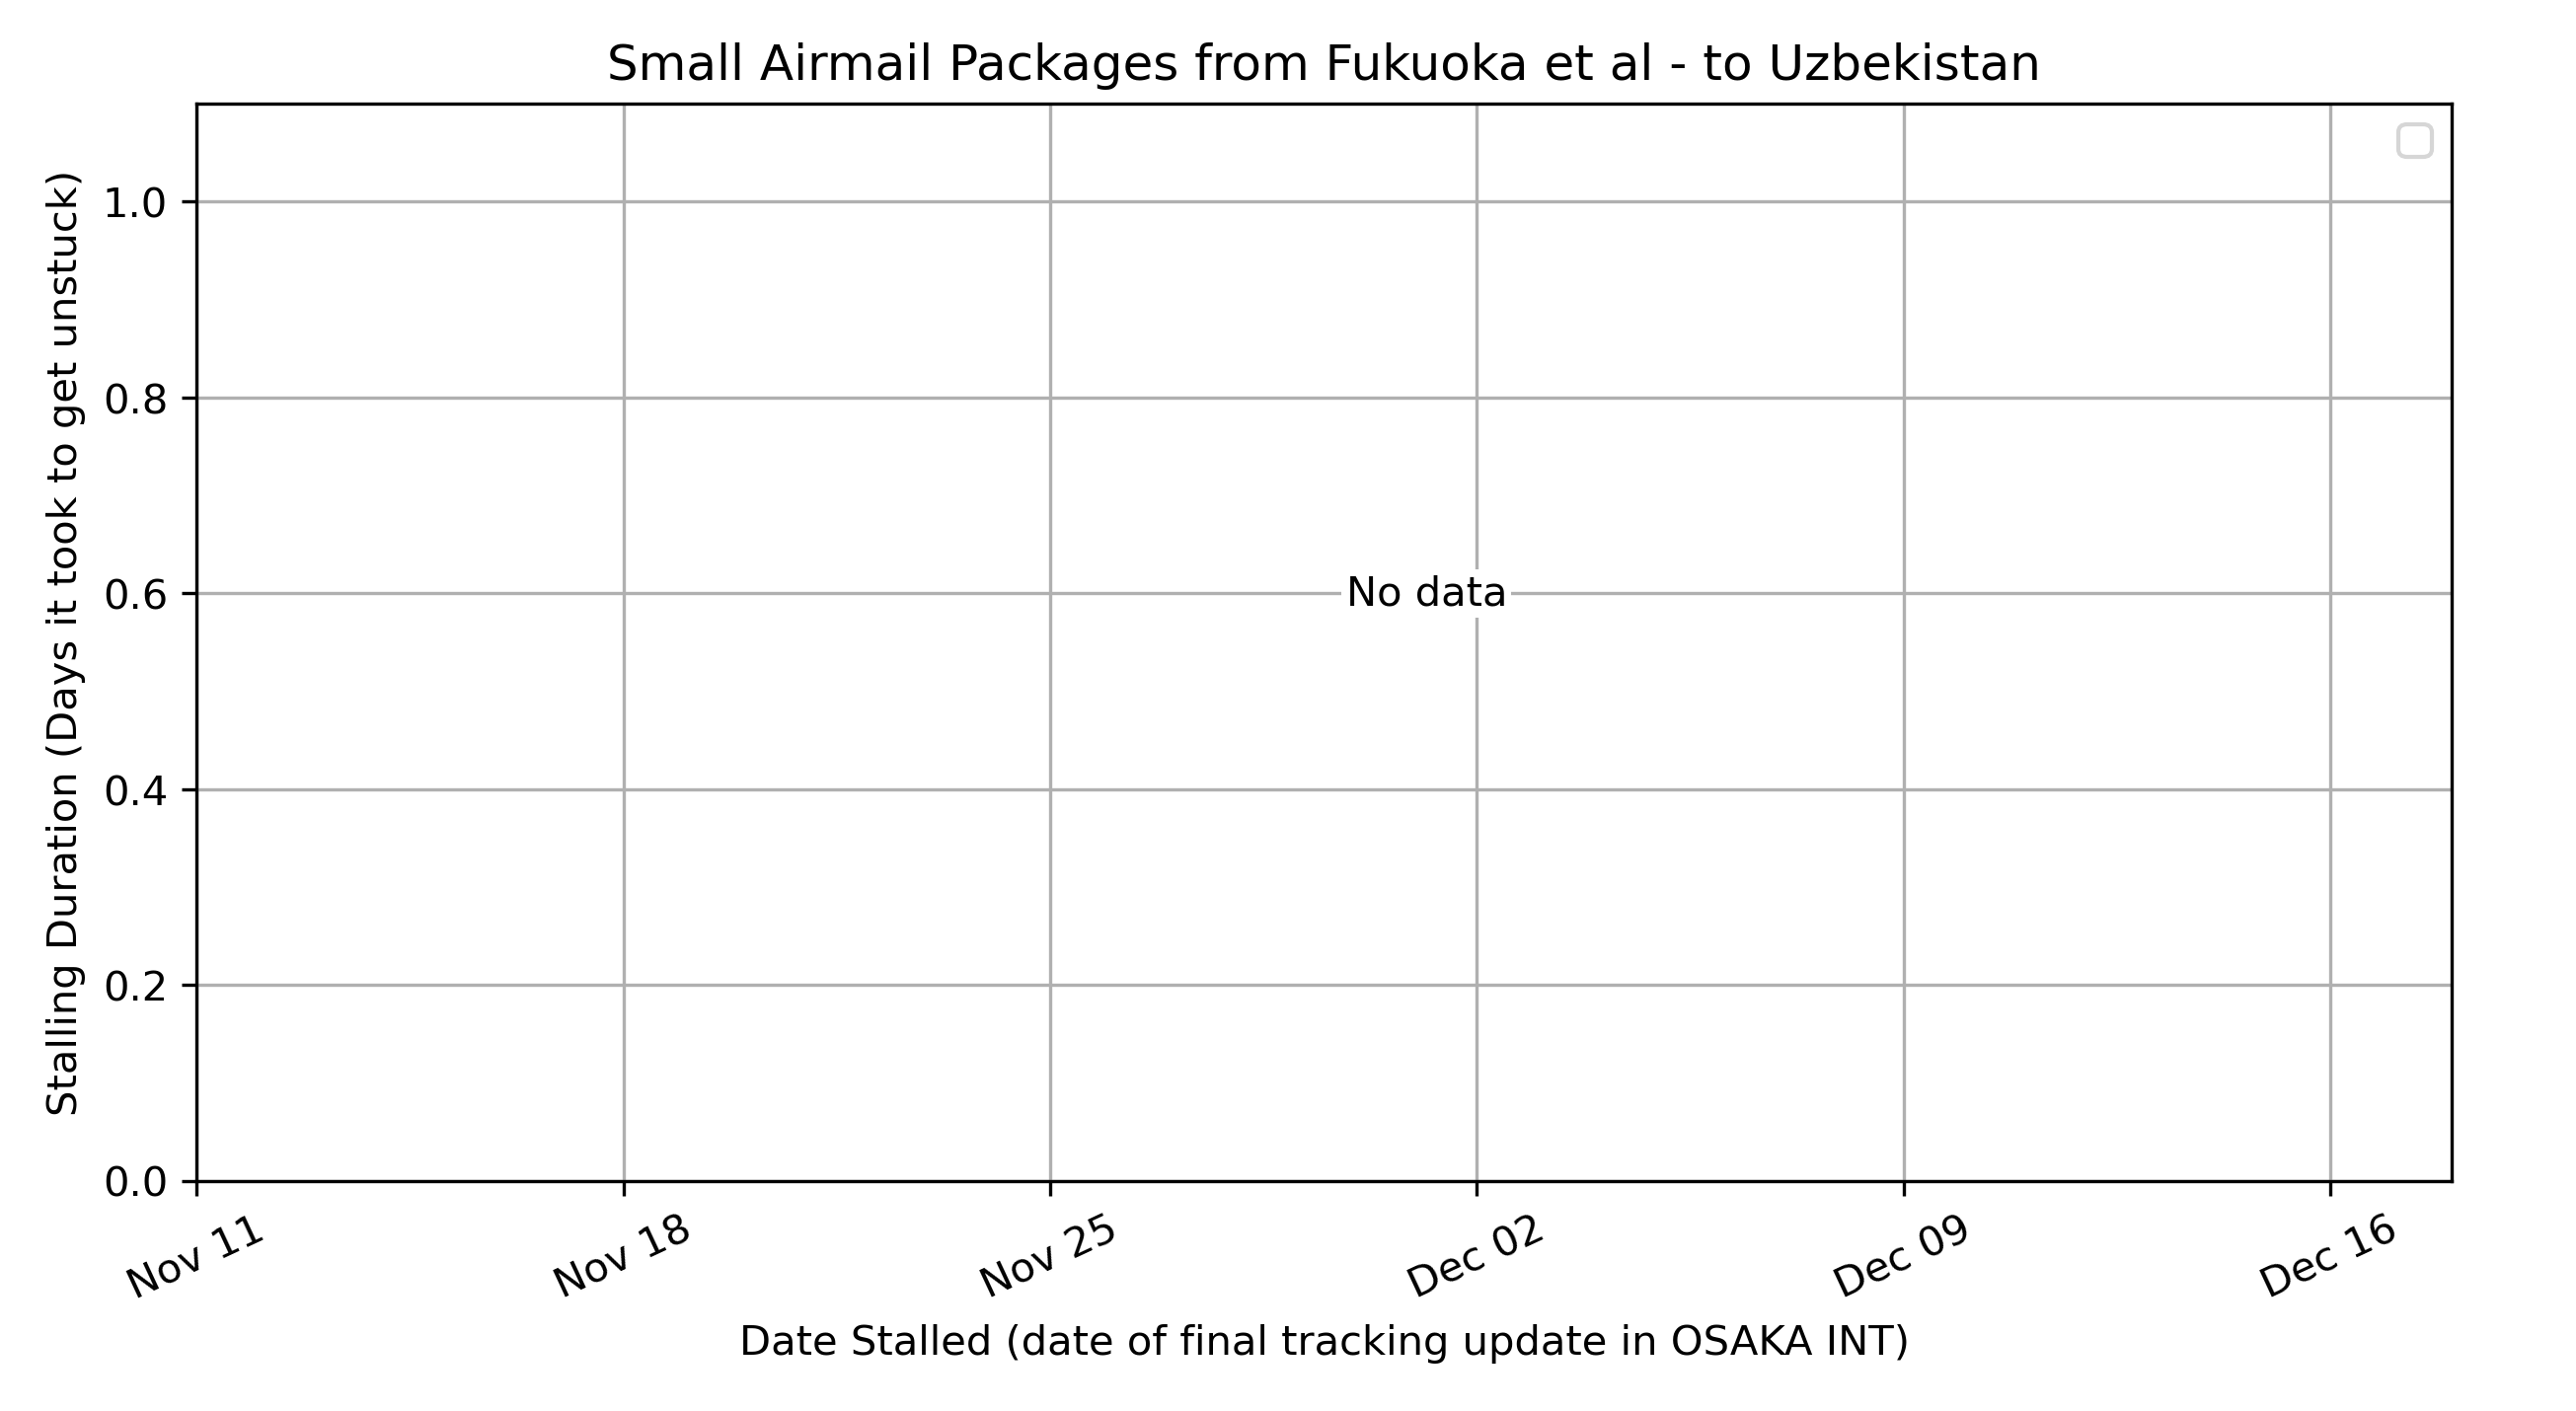 Small Airmail Packages from Fukuoka et al - to Uzbekistan
Stalling Duration (Days it took to get unstuck)
1.0
0.8
0.6
0.4
0.2
0.0
No data
Nov 11
Nov 18
Nov 25
Dec 02
Dec 09
Dec 16
Date Stalled (date of final tracking update in OSAKA INT)